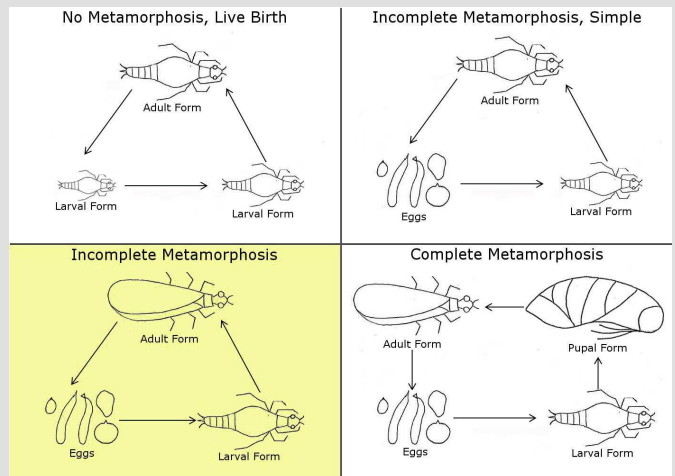 No Metamorphosis, Live Birth
Adult Form
Larval Form
Larval Form
Incomplete Metamorphosis, Simple
Adult Form
Eggs
Larval Form
Incomplete Metamorphosis
Adult Form
Eggs
Larval Form
Complete Metamorphosis
Adult Form
Pupal Form
Eggs
Larval Form